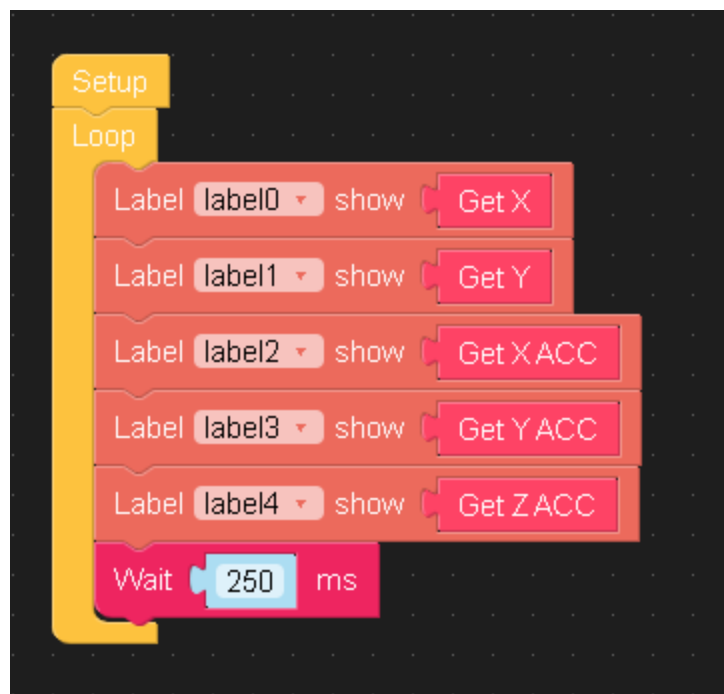 Setup
Loop
Label label0 show Get X
Label label1 show Get Y
Label label2 show Get X ACC
Label label3 show Get Y ACC
Label label4 show Get Z ACC
Wait 250 ms